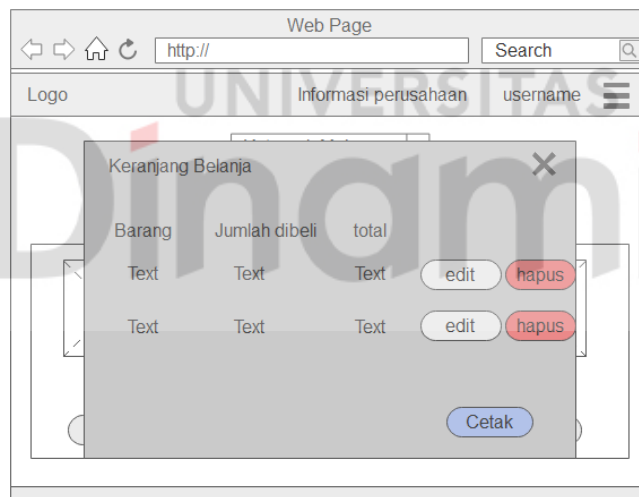 Web Page
http://
Search
UNIVERSITAS
Logo
Informasi perusahaan
username
Dinam
Keranjang Belanja
Barang Jumlah dibeli total
Text Text Text edit hapus
Text Text Text edit hapus
Cetak